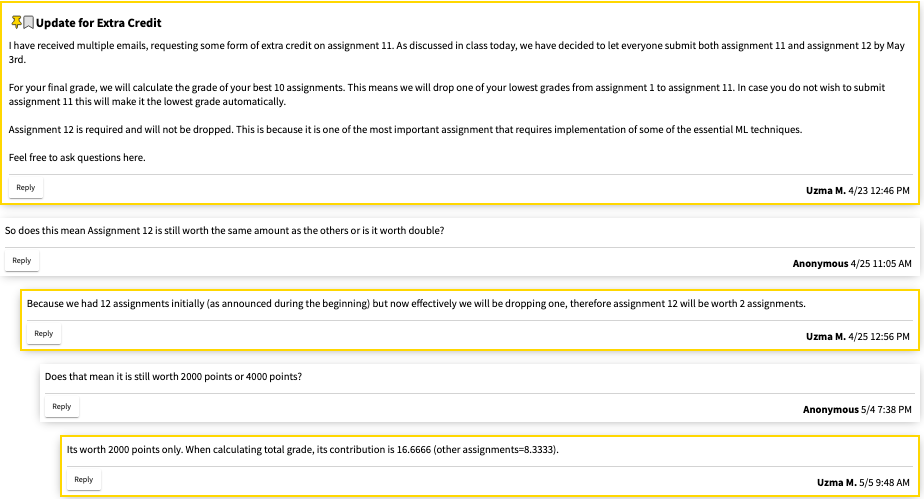 Update for Extra Credit
I have received multiple emails, requesting some form of extra credit on assignment 11. As discussed in class today, we have decided to let everyone submit both assignment 11 and assignment 12 by May
3rd.
For your final grade, we will calculate the grade of your best 10 assignments. This means we will drop one of your lowest grades from assignment 1 to assignment 11. In case you do not wish to submit
assignment 11 this will make it the lowest grade automatically.
Assignment 12 is required and will not be dropped. This is because it is one of the most important assignment that requires implementation of some of the essential ML techniques.
Feel free to ask questions here.
Reply
Uzma M. 4/23 12:46 PM
So does this mean Assignment 12 is still worth the same amount as the others or is it worth double?
Reply
Anonymous 4/25 11:05 AM
Because we had 12 assignments initially (as announced during the beginning) but now effectively we will be dropping one, therefore assignment 12 will be worth 2 assignments.
Reply
Uzma M. 4/25 12:56 PM
Does that mean it is still worth 2000 points or 4000 points?
Reply
Anonymous 5/4 7:38 PM
Its worth 2000 points only. When calculating total grade, its contribution is 16.6666 (other assignments=8.3333).
Reply
Uzma M. 5/5 9:48 AM